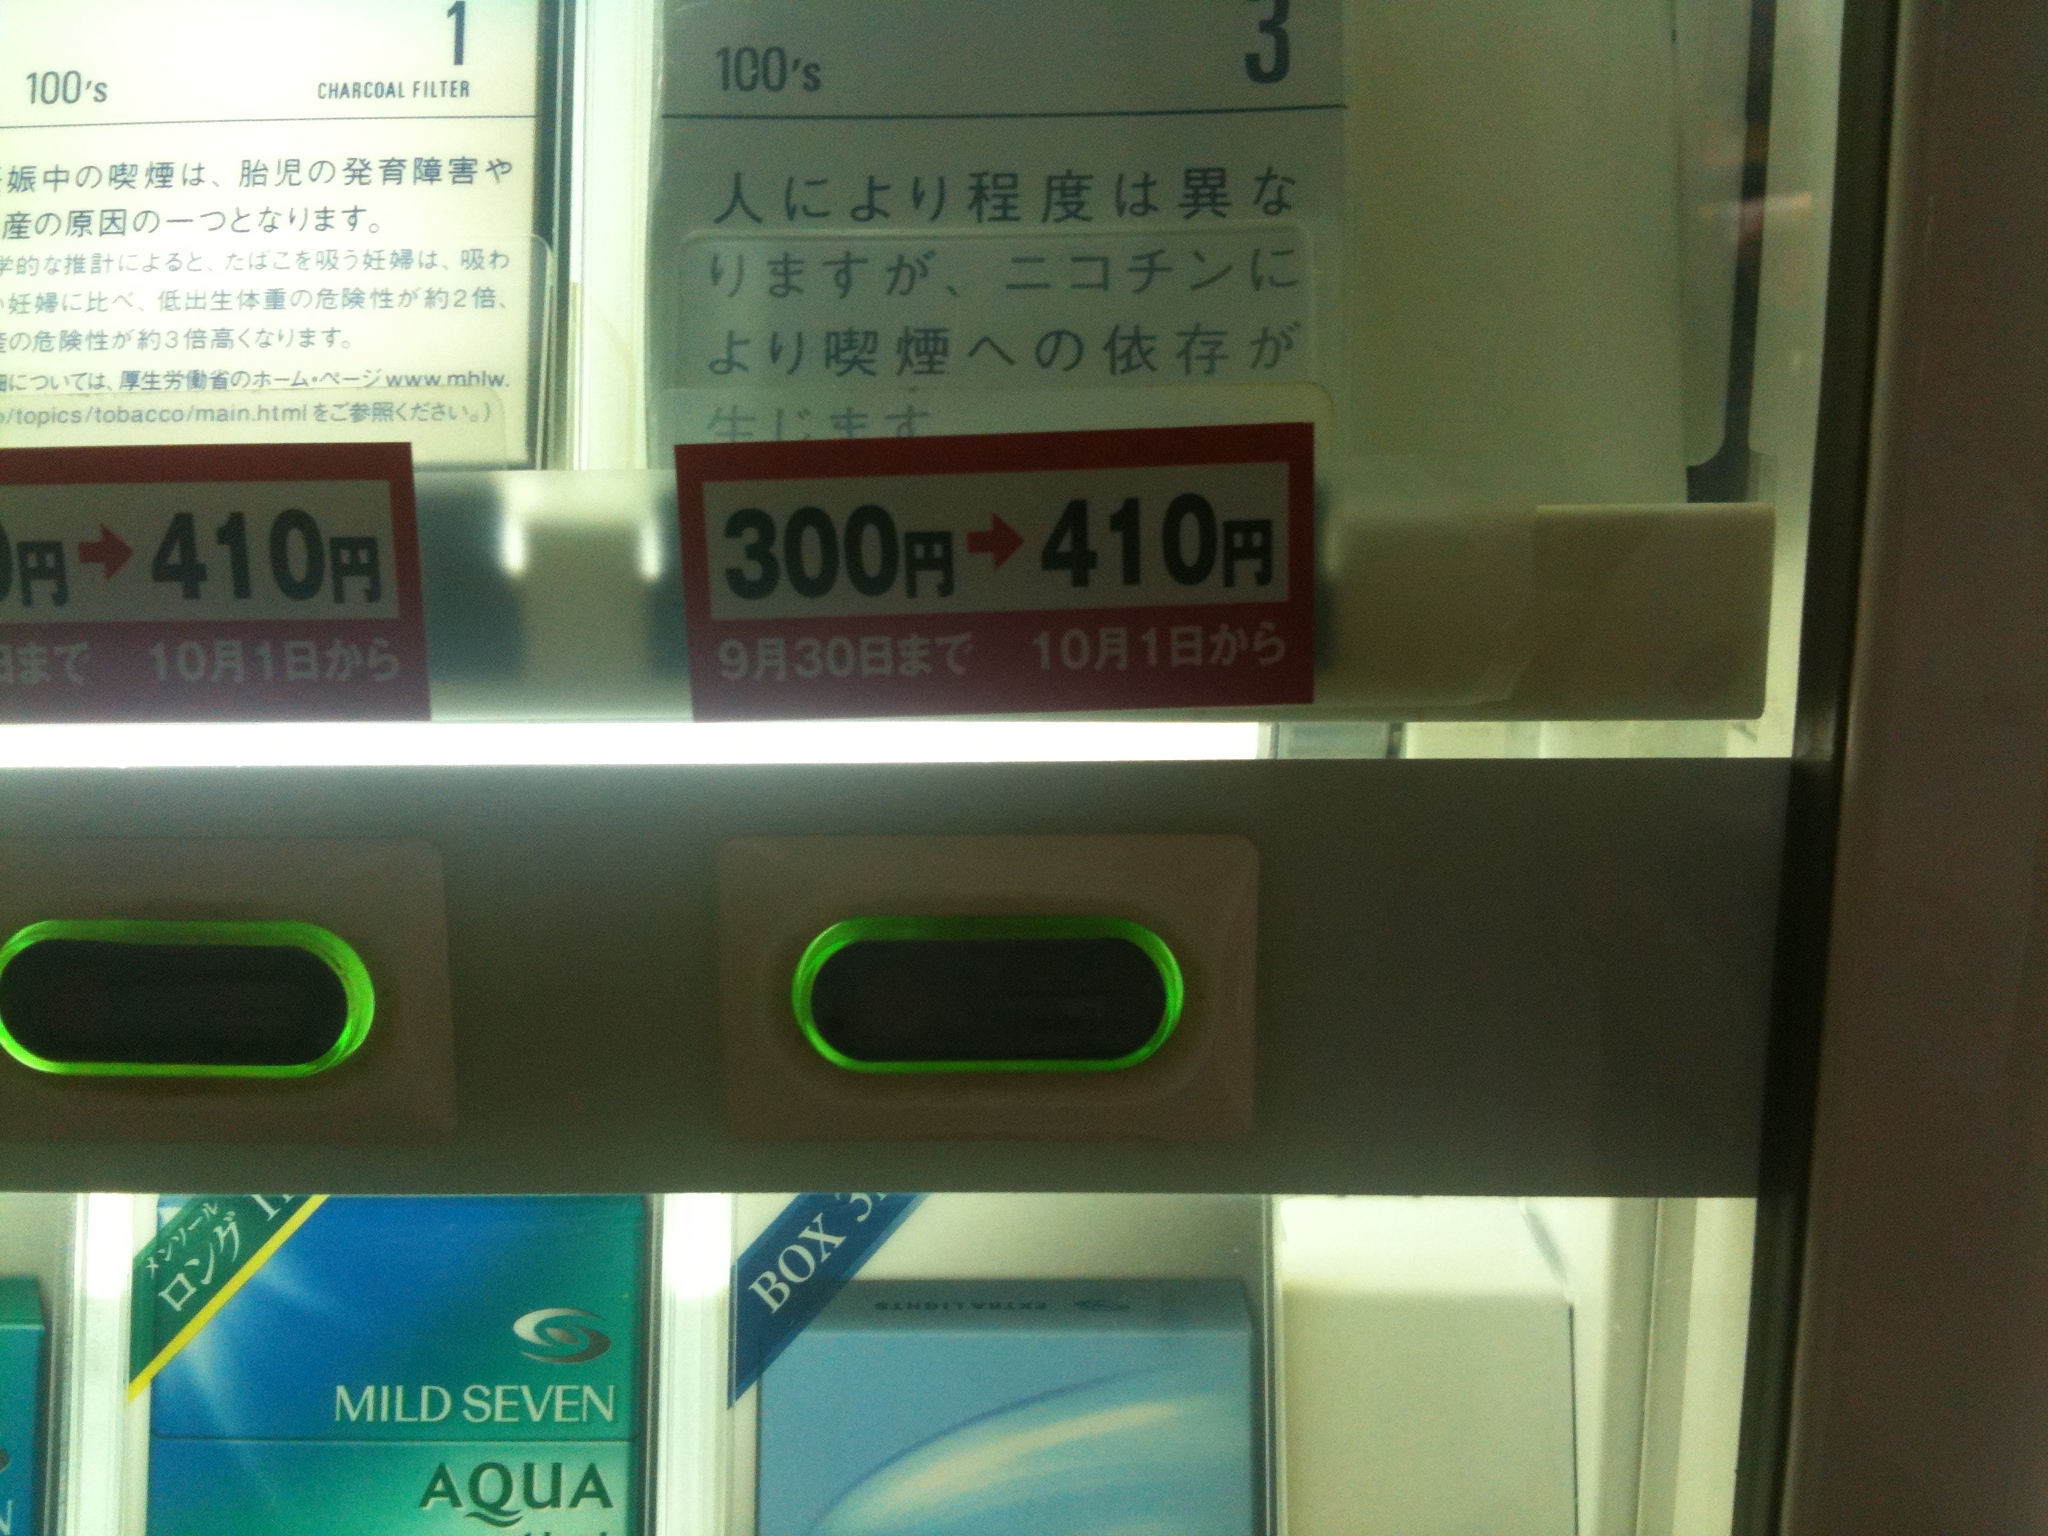 1
100's
CHARCOAL FILTER
娠中の喫煙は、胎児の発育障害や
産の原因の一つとなります。
学的な推計によると、たばこを吸う妊婦は、吸わ
い妊婦に比べ、低出生体重の危険性が約2倍、
産の危険性が約3倍高くなります。
については、厚生労働省のホーム・ページwww.mhlw.
/topics/tobacco/main.htmlをご参照ください。)
0円→410円
日まで 10月1日から
3
100's
人により程度は異な
りますが、ニコチンに
より喫煙への依存が
生じます
300円→410円
9月30日まで 10月1日から
メンソール
ロング
MILD SEVEN
AQUA
BOX 3
EXTRA LIGHTS